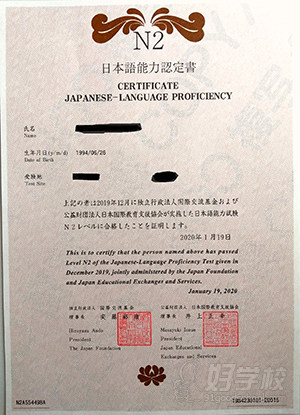 N2
日本語能力認定書
CERTIFICATE
JAPANESE-LANGUAGE PROFICIENCY
氏名
Name
生年月日(y/m/d) 1994/06/26
Date of Birth
受験地
Test Site
上記の者は2019年12月に独立行政法人国際交流基金および
公益財団法人日本国際教育支援協会が実施した日本語能力試験
N2レベルに合格したことを証明します。
2020年1月19日
This is to certify that the person named above has passed
Level N2 of the Japanese-Language Proficiency Test given in
December 2019, jointly administered by the Japan Foundation
and Japan Educational Exchanges and Services.
January 19, 2020
独立行政法人 国際交流基金
理事長 安藤裕康
Hiroyasu Ando
President
The Japan Foundation
公益財団法人 日本国際教育支援協会
理事長 井上正幸
Masayuki Inoue
President
Japan Educational
Exchanges and Services
N2A554498A
好学校